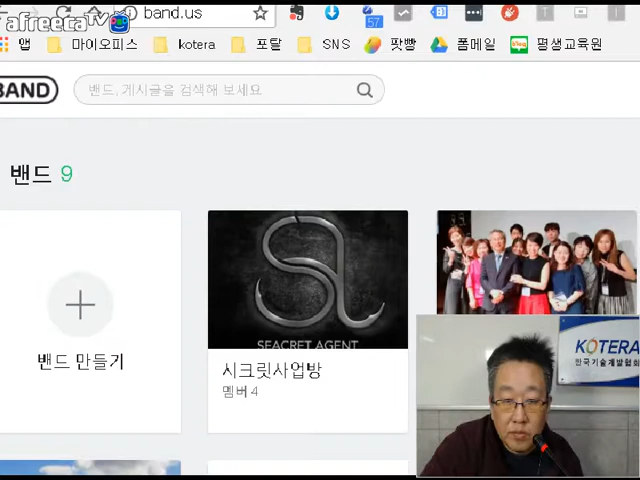 afreecaTV
band.us
57
앱
마이오피스
kotera
포탈
SNS
팟빵
폼메일
평생교육원
BAND
밴드, 게시글을 검색해 보세요
밴드 9
SEACRET AGENT
밴드 만들기
시크릿사업방
멤버 4
KOTERA
한국기술개발협회